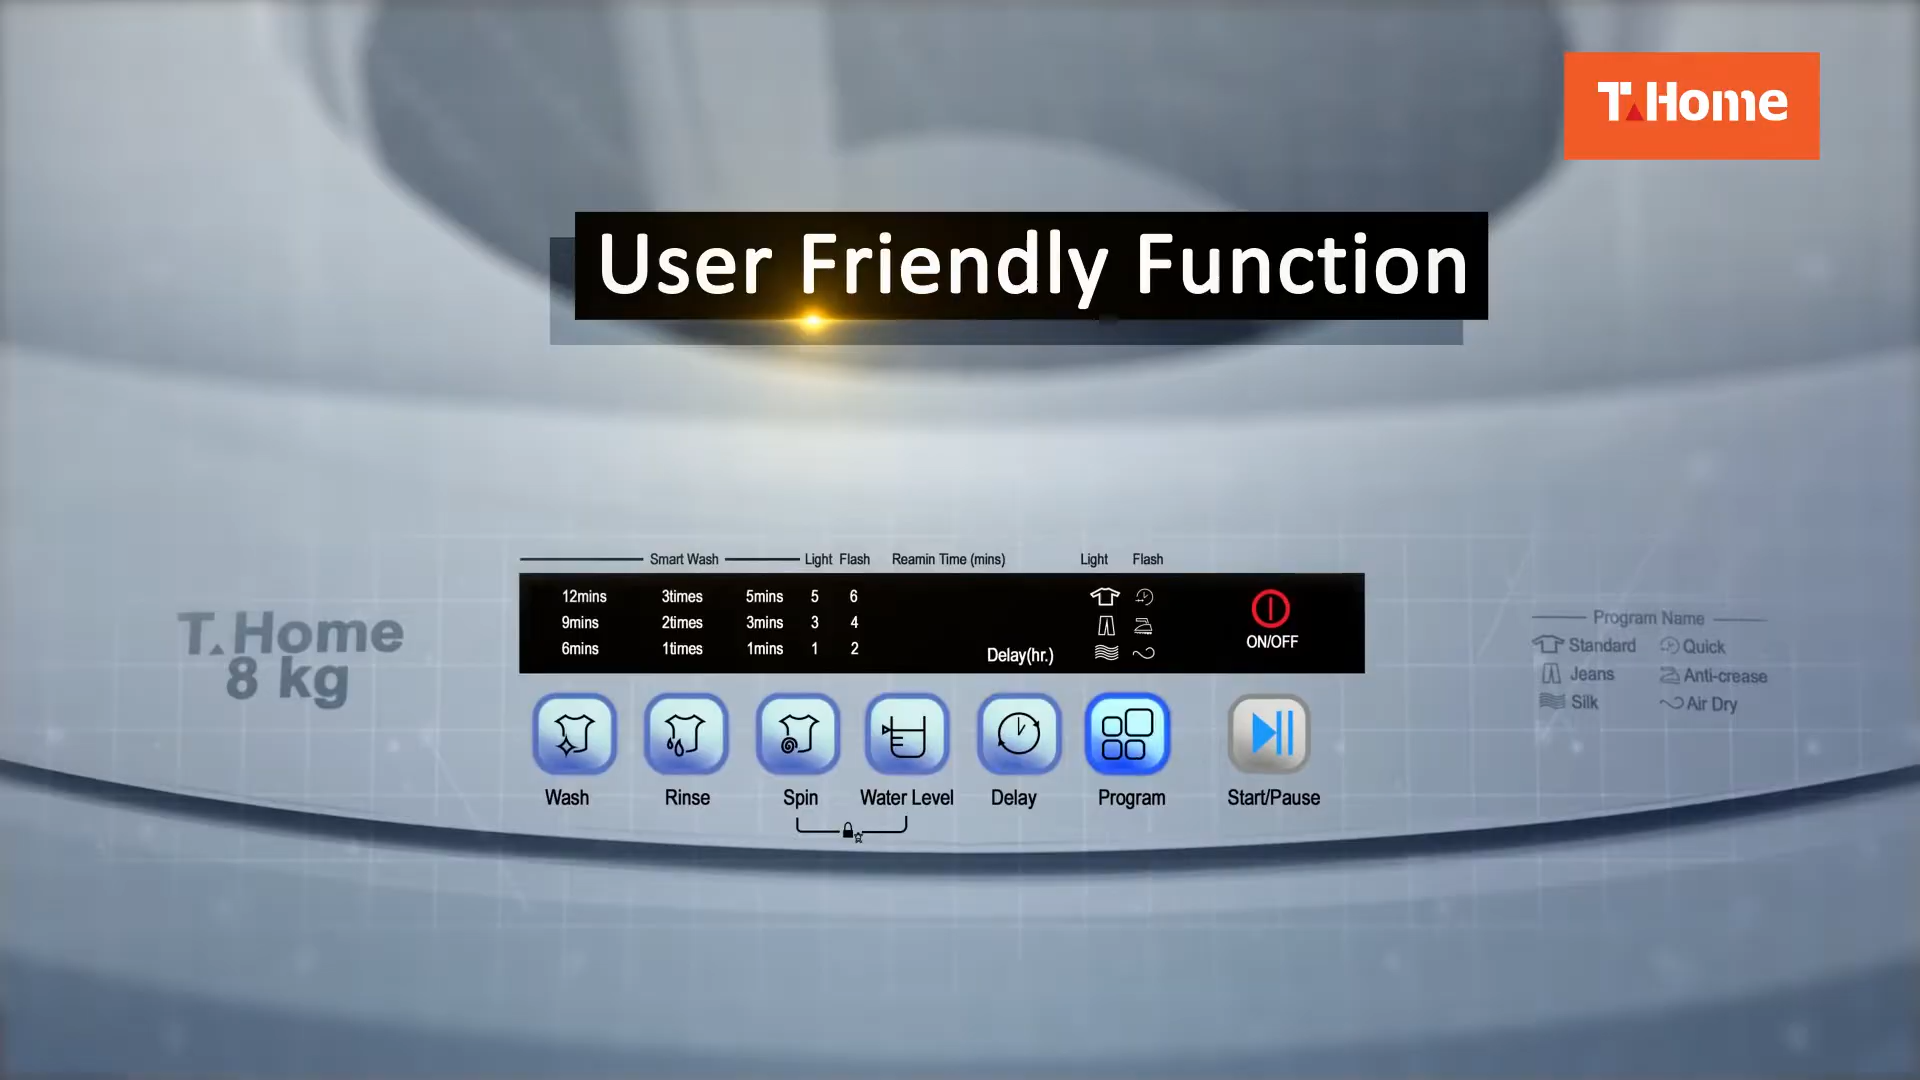 T.Home
User Friendly Function
Smart Wash Light Flash Reamin Time (mins) Light Flash
12mins 3times 5mins 5 6
9mins 2times 3mins 3 4
6mins 1times 1mins 1 2
Delay(hr.)
ON/OFF
T.Home
8 kg
Program Name
Standard Quick
Jeans Anti-crease
Silk Air Dry
Wash Rinse Spin Water Level Delay Program Start/Pause